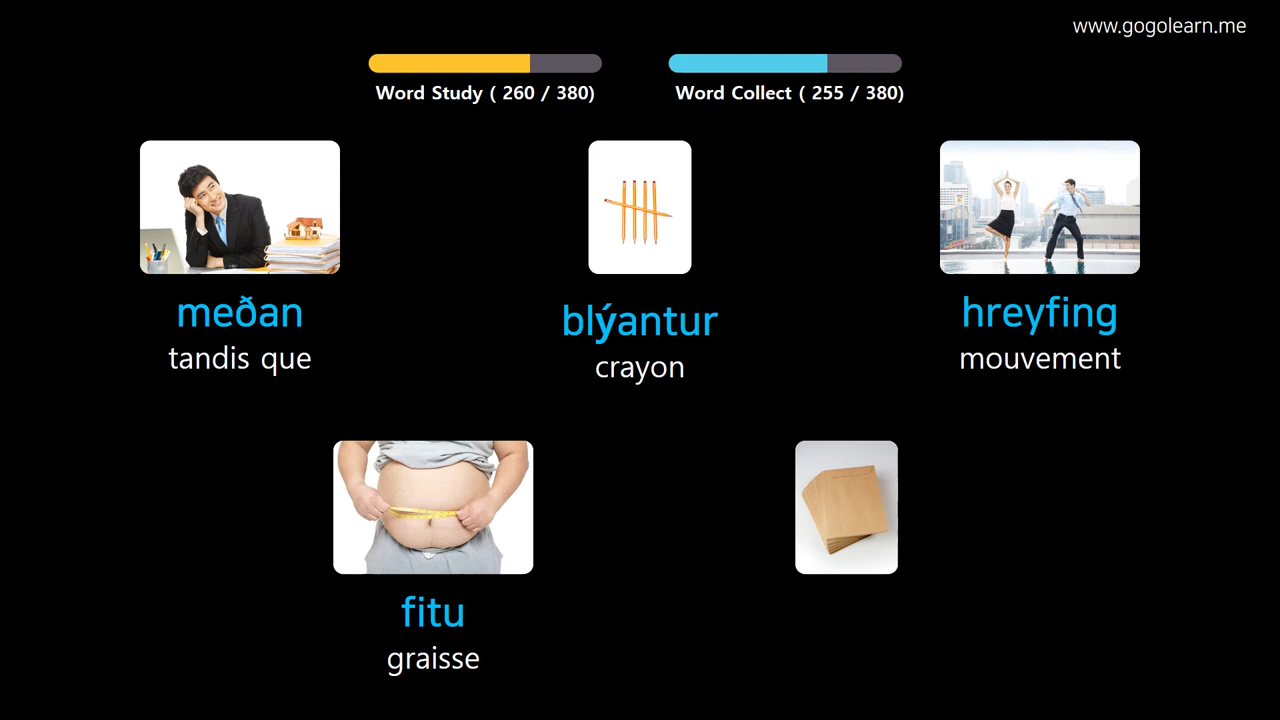 www.gogolearn.me
Word Study ( 260 / 380)
Word Collect ( 255 / 380)
meðan
tandis que
blýantur
crayon
hreyfing
mouvement
fitu
graisse